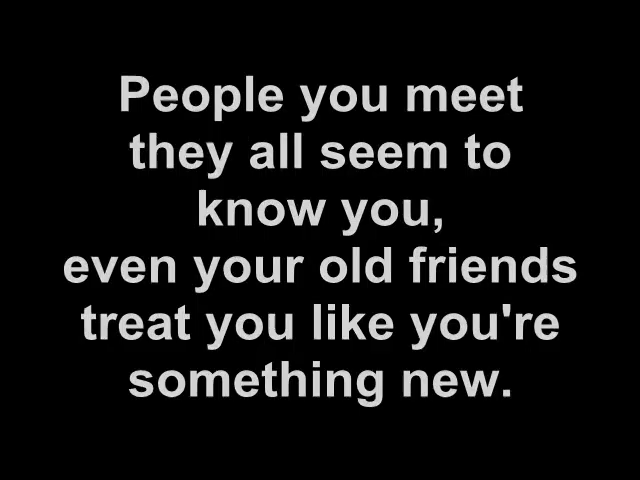 People you meet
they all seem to
know you,
even your old friends
treat you like you're
something new.